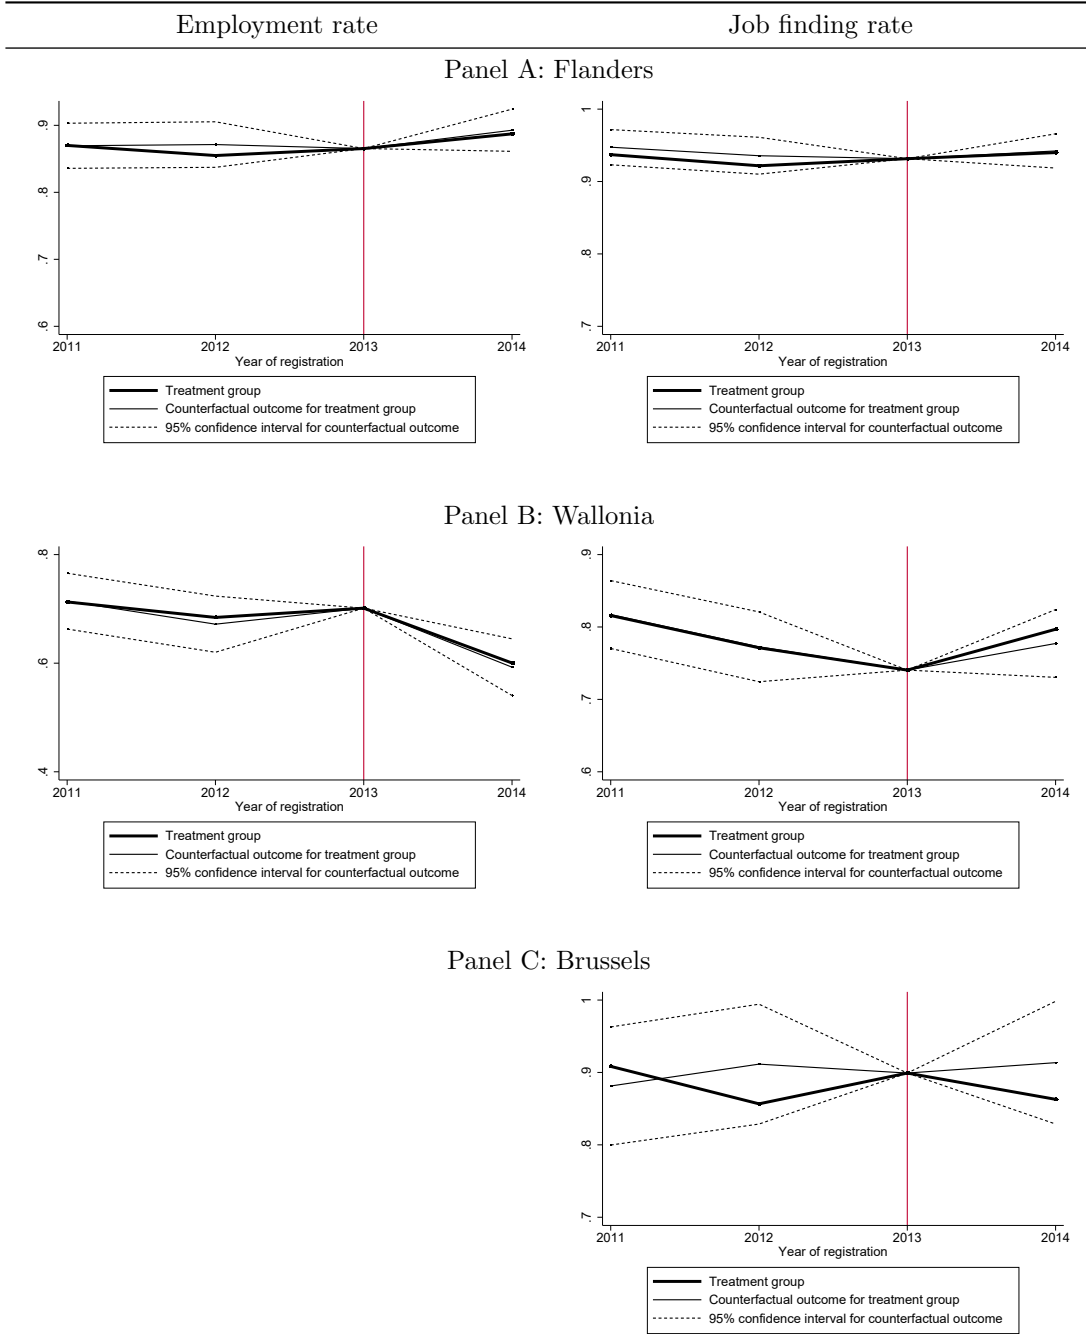 Employment rate
Job finding rate
Panel A: Flanders
.9
.8
.7
.6
2011
2012
2013
2014
Year of registration
Treatment group
Counterfactual outcome for treatment group
95% confidence interval for counterfactual outcome
1
.9
.8
.7
2011
2012
2013
2014
Year of registration
Treatment group
Counterfactual outcome for treatment group
95% confidence interval for counterfactual outcome
Panel B: Wallonia
.8
.6
.4
2011
2012
2013
2014
Year of registration
Treatment group
Counterfactual outcome for treatment group
95% confidence interval for counterfactual outcome
.9
.8
.7
.6
2011
2012
2013
2014
Year of registration
Treatment group
Counterfactual outcome for treatment group
95% confidence interval for counterfactual outcome
Panel C: Brussels
1
.9
.8
.7
2011
2012
2013
2014
Year of registration
Treatment group
Counterfactual outcome for treatment group
95% confidence interval for counterfactual outcome